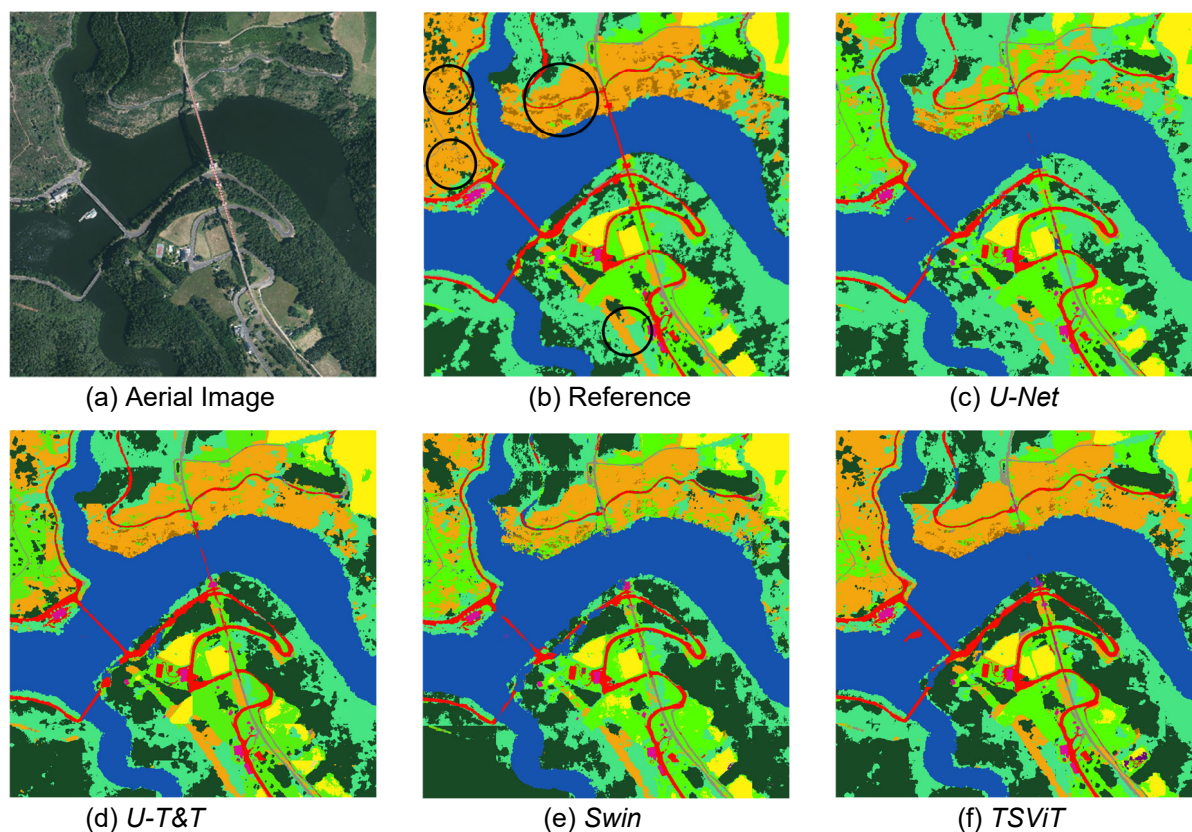 (a) Aerial Image
(b) Reference
(c) U-Net
(d) U-T&T
(e) Swin
(f) TSViT